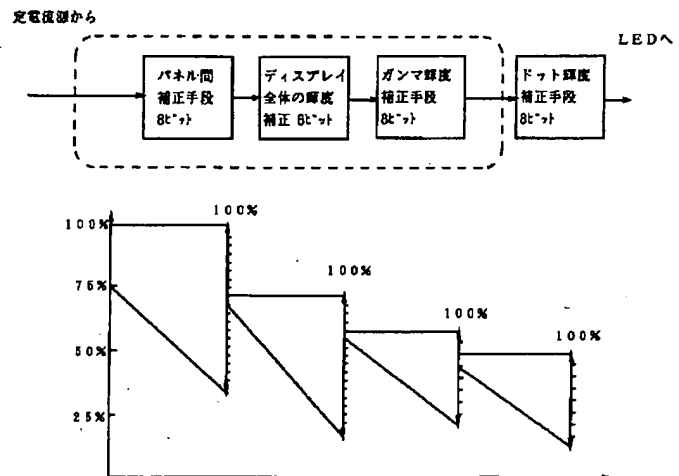 定電流源から
LEDへ
パネル間
補正手段
8ビット
ディスプレイ
全体の輝度
補正 8ビット
ガンマ輝度
補正手段
8ビット
ドット輝度
補正手段
8ビット
100%
100%
75%
100%
50%
100%
100%
25%